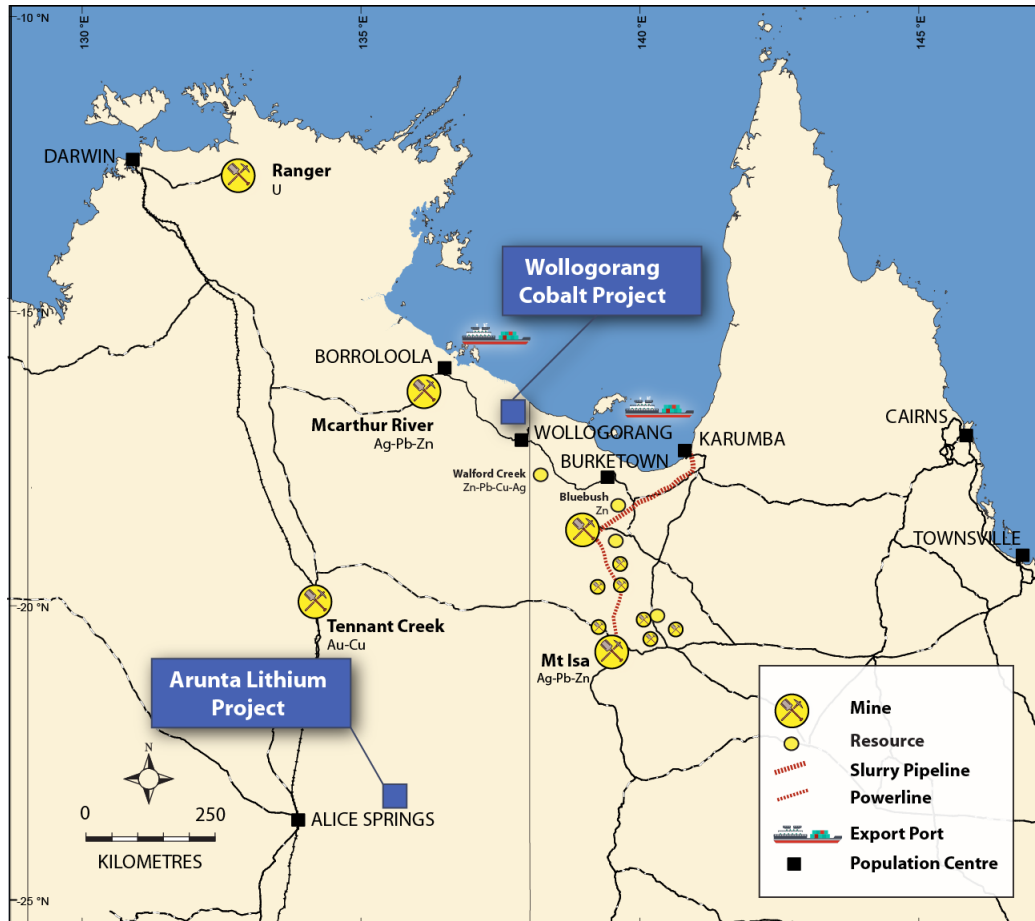 130 °E
135 °E
140 °E
145 °E
-10 °N
-15 °N
-20 °N
-25 °N
DARWIN
Ranger
U
Wollogorang
Cobalt Project
BORROLOOLA
Mcarthur River
Ag-Pb-Zn
WOLLOGORANG
KARUMBA
CAIRNS
Walford Creek
Zn-Pb-Cu-Ag
BURKETOWN
Bluebush
Zn
TOWNSVILLE
Tennant Creek
Au-Cu
Mt Isa
Ag-Pb-Zn
Arunta Lithium
Project
N
0
250
KILOMETRES
ALICE SPRINGS
Mine
Resource
Slurry Pipeline
Powerline
Export Port
Population Centre